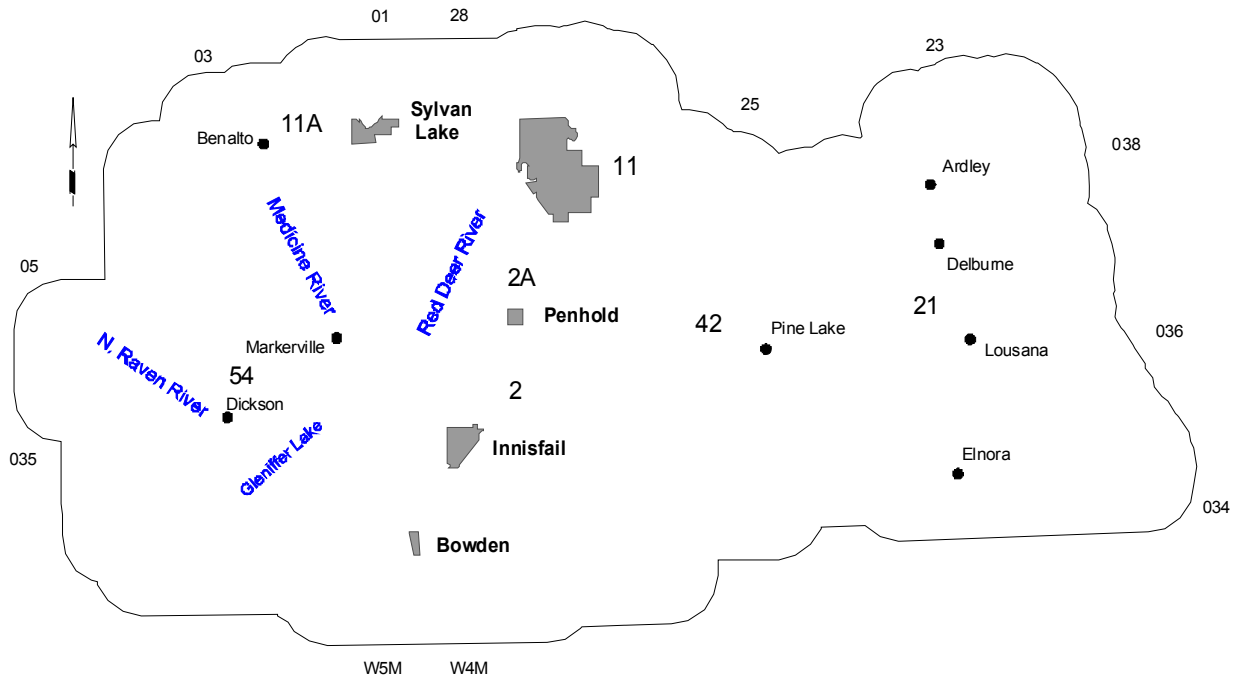 01
28
03
23
25
Sylvan
Lake
11A
Benalto
11
038
Ardley
Medicine River
Red Deer River
Delburne
05
2A
Penhold
21
42
Pine Lake
036
Markerville
Lousana
N. Raven River
54
Dickson
2
Gleniffer Lake
Innisfail
035
Elnora
034
Bowden
W5M
W4M